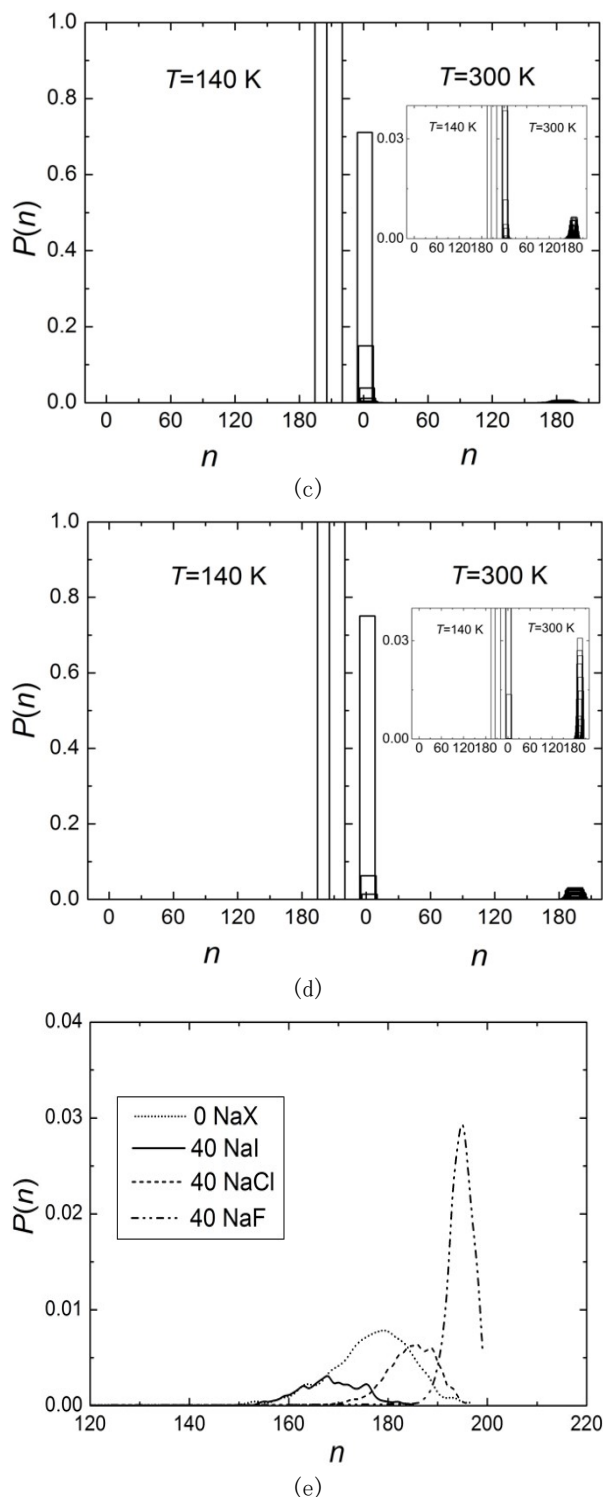 1.0
T=140 K
T=300 K
0.8
0.03
T=140 K
T=300 K
P(n)
0.6
0.00
0 60 120180 0 60 120180
0.4
0.2
0.0
0 60 120 180 0 60 120 180
n
n
(c)
1.0
T=140 K
T=300 K
0.8
0.03
T=140 K
T=300 K
P(n)
0.6
0.00
0 60 120180 0 60 120180
0.4
0.2
0.0
0 60 120 180 0 60 120 180
n
n
(d)
0.04
0 NaX
40 NaI
40 NaCl
40 NaF
0.03
P(n)
0.02
0.01
0.00
120 140 160 180 200 220
n
(e)